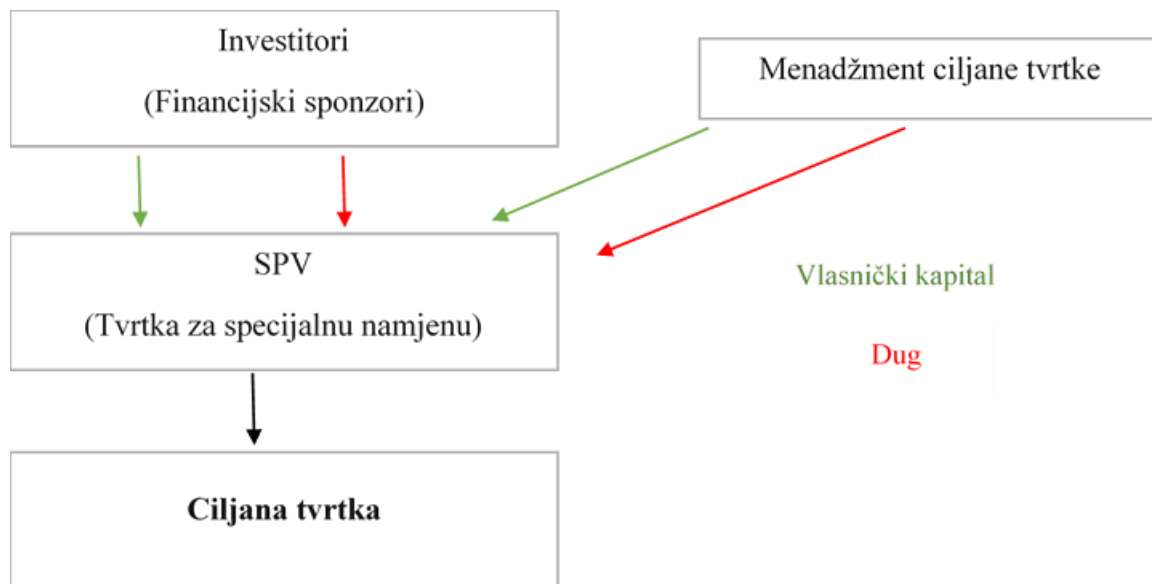 Investitori
(Financijski sponzori)
Menadžment ciljane tvrtke
SPV
(Tvrtka za specijalnu namjenu)
Vlasnički kapital
Dug
Ciljana tvrtka